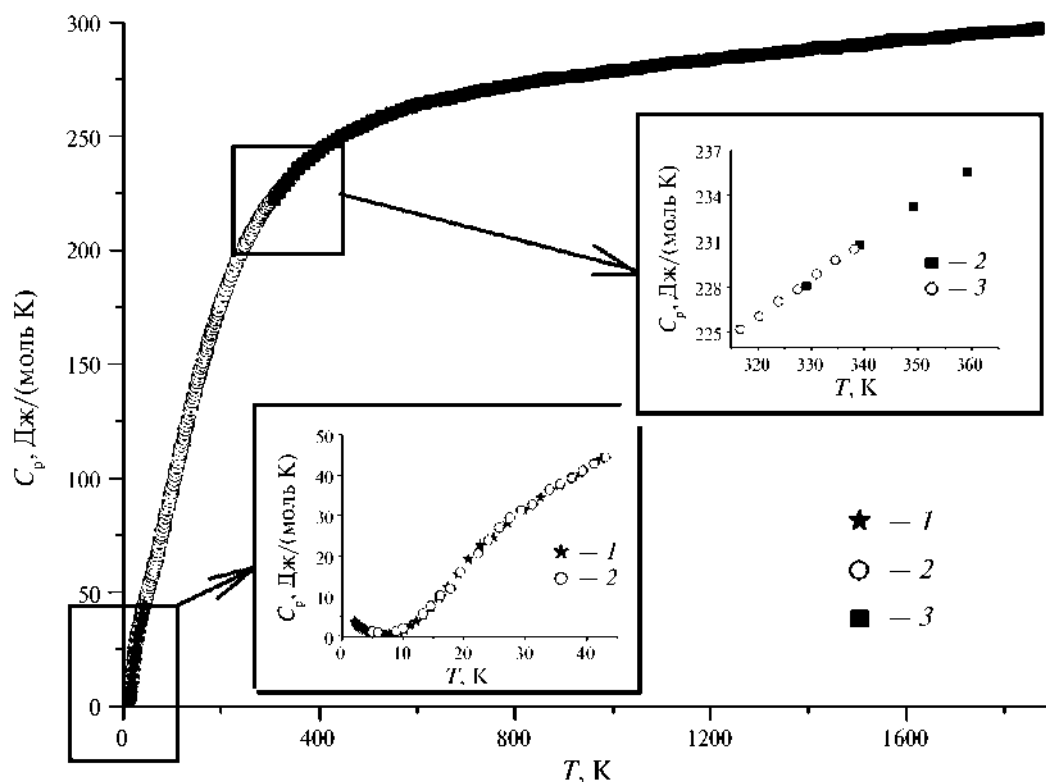 300
250
200
150
100
50
0
C_p, Дж/(моль К)
0 400 800 1200 1600
T, К
237
234
231
228
225
C_p, Дж/(моль К)
320 330 340 350 360
T, К
■ – 2
○ – 3
50
40
30
20
10
0
C_p, Дж/(моль К)
0 10 20 30 40
T, К
★ – 1
○ – 2
★ – 1
○ – 2
■ – 3